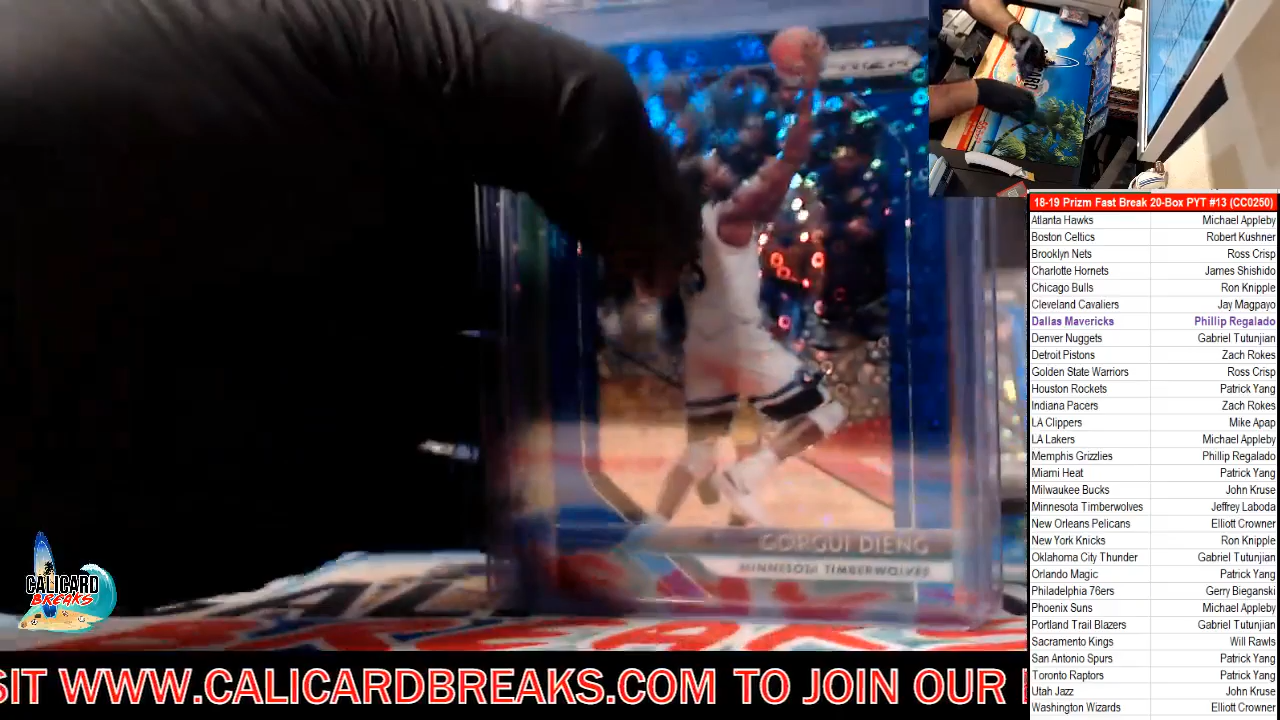 GORGUI DIENG
MINNESOTA TIMBERWOLVES
CALICARD
BREAKS
SIT WWW.CALICARDBREAKS.COM TO JOIN OUR
18-19 Prizm Fast Break 20-Box PYT #13 (CC0250)
Atlanta Hawks Michael Appleby
Boston Celtics Robert Kushner
Brooklyn Nets Ross Crisp
Charlotte Hornets James Shishido
Chicago Bulls Ron Knipple
Cleveland Cavaliers Jay Magpayo
Dallas Mavericks Phillip Regalado
Denver Nuggets Gabriel Tutunjian
Detroit Pistons Zach Rokes
Golden State Warriors Ross Crisp
Houston Rockets Patrick Yang
Indiana Pacers Zach Rokes
LA Clippers Mike Apap
LA Lakers Michael Appleby
Memphis Grizzlies Phillip Regalado
Miami Heat Patrick Yang
Milwaukee Bucks John Kruse
Minnesota Timberwolves Jeffrey Laboda
New Orleans Pelicans Elliott Crowner
New York Knicks Ron Knipple
Oklahoma City Thunder Gabriel Tutunjian
Orlando Magic Patrick Yang
Philadelphia 76ers Gerry Bieganski
Phoenix Suns Michael Appleby
Portland Trail Blazers Gabriel Tutunjian
Sacramento Kings Will Rawls
San Antonio Spurs Patrick Yang
Toronto Raptors Patrick Yang
Utah Jazz John Kruse
Washington Wizards Elliott Crowner